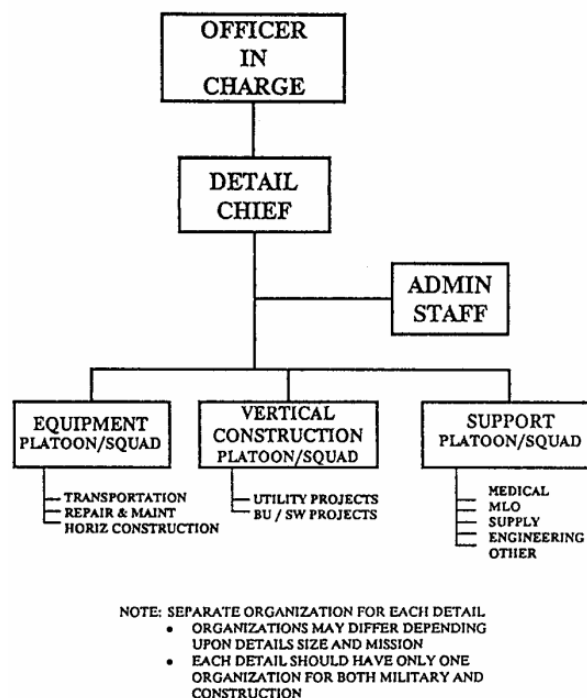 OFFICER
IN
CHARGE
DETAIL
CHIEF
ADMIN
STAFF
EQUIPMENT
PLATOON/SQUAD
TRANSPORTATION
REPAIR & MAINT
HORIZ CONSTRUCTION
VERTICAL
CONSTRUCTION
PLATOON/SQUAD
UTILITY PROJECTS
BU / SW PROJECTS
SUPPORT
PLATOON/SQUAD
MEDICAL
MLO
SUPPLY
ENGINEERING
OTHER
NOTE: SEPARATE ORGANIZATION FOR EACH DETAIL
• ORGANIZATIONS MAY DIFFER DEPENDING
UPON DETAILS SIZE AND MISSION
• EACH DETAIL SHOULD HAVE ONLY ONE
ORGANIZATION FOR BOTH MILITARY AND
CONSTRUCTION